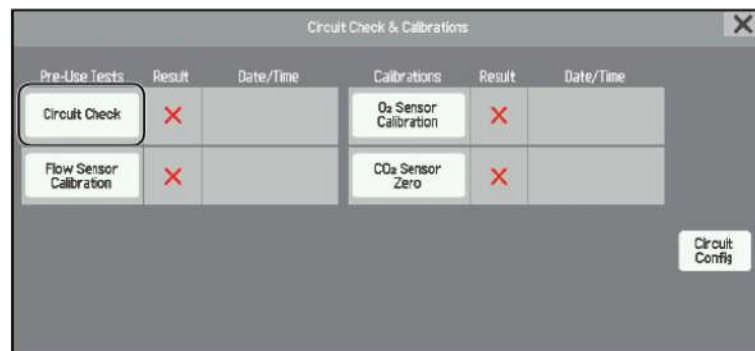 Circuit Check & Calibrations
Pre-Use Tests Result Date/Time Calibrations Result Date/Time
Circuit Check
O₂ Sensor
Calibration
Flow Sensor
Calibration
CO₂ Sensor
Zero
Circuit
Config